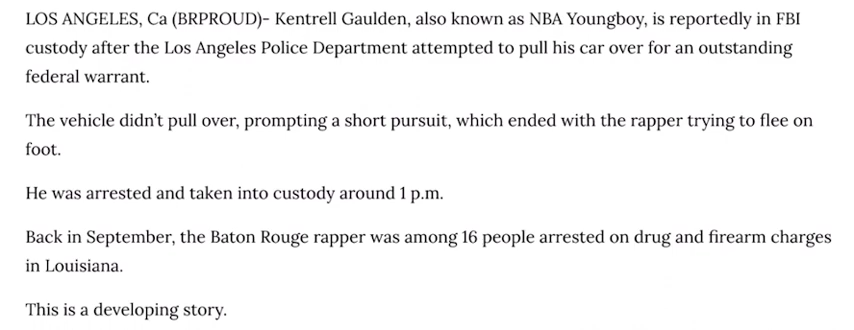 LOS ANGELES, Ca (BRPROUD)- Kentrell Gaulden, also known as NBA Youngboy, is reportedly in FBI
custody after the Los Angeles Police Department attempted to pull his car over for an outstanding
federal warrant.
The vehicle didn't pull over, prompting a short pursuit, which ended with the rapper trying to flee on
foot.
He was arrested and taken into custody around 1 p.m.
Back in September, the Baton Rouge rapper was among 16 people arrested on drug and firearm charges
in Louisiana.
This is a developing story.